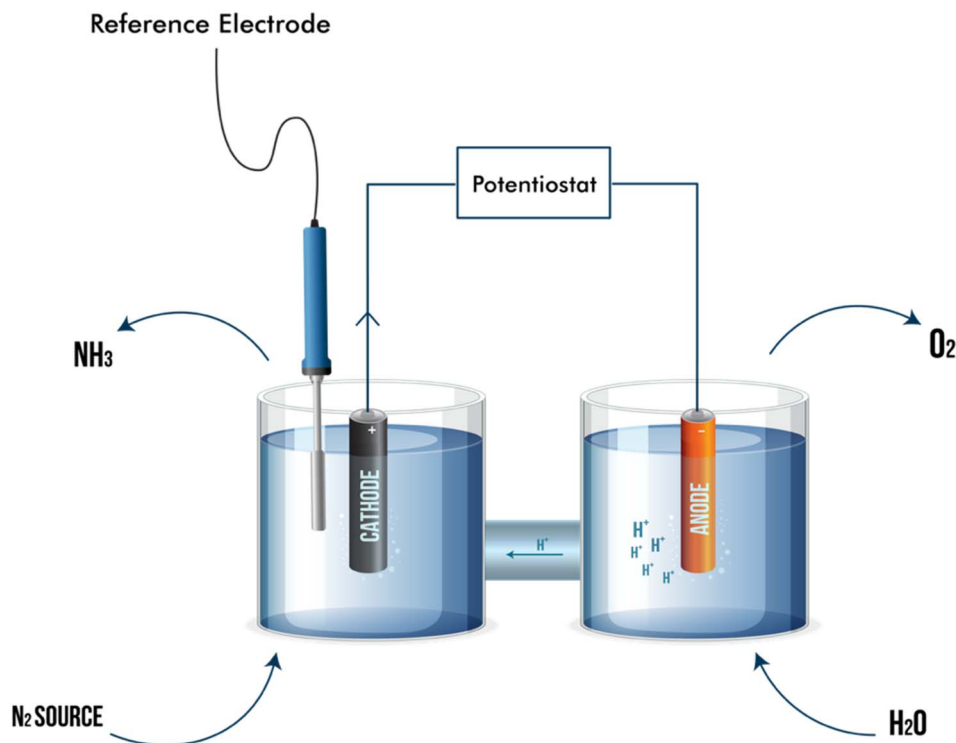 Reference Electrode
Potentiostat
NH₃
O₂
+
-
CATHODE
ANODE
H⁺
H⁺
H⁺
H⁺
H⁺
H⁺
N₂ SOURCE
H₂O